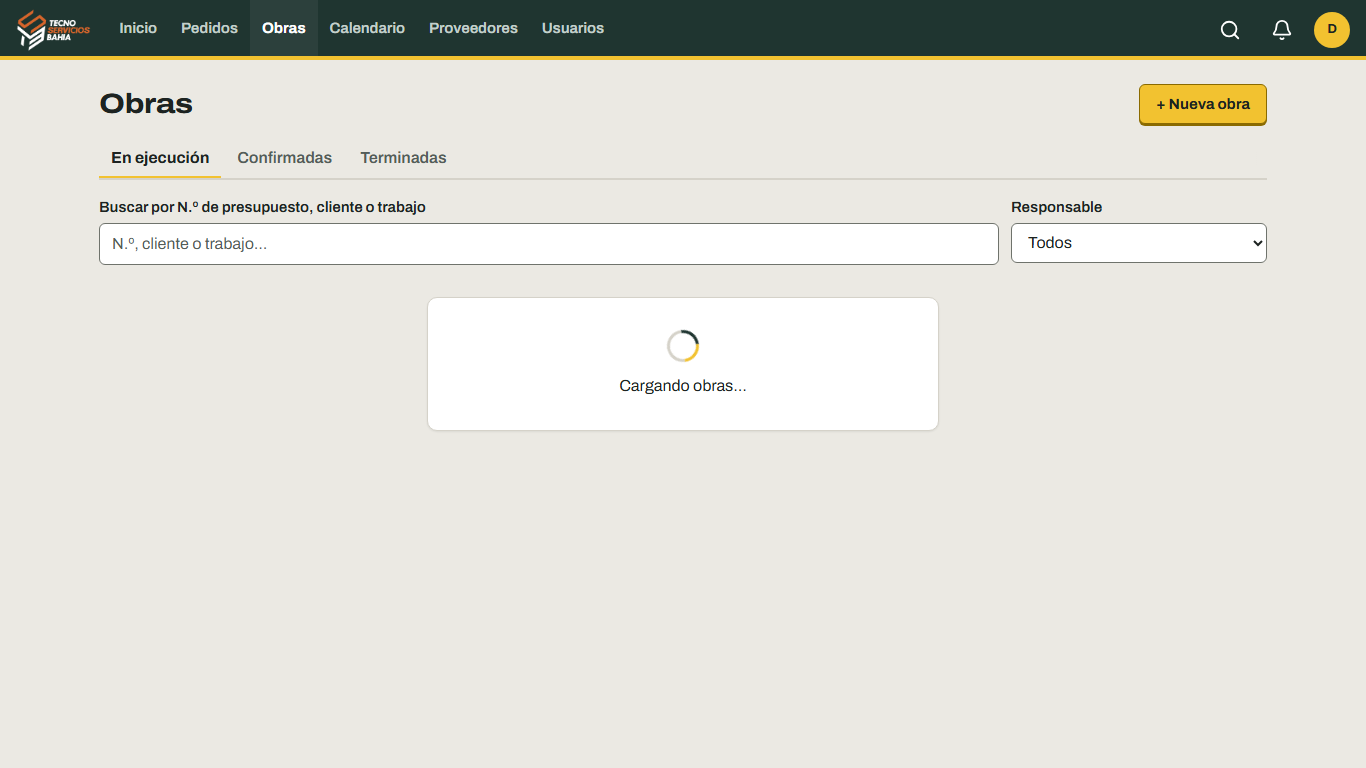 TECNO
SERVICIOS
BAHIA
Inicio
Pedidos
Obras
Calendario
Proveedores
Usuarios
D
Obras
+ Nueva obra
En ejecución
Confirmadas
Terminadas
Buscar por N.º de presupuesto, cliente o trabajo
Responsable
N.º, cliente o trabajo...
Todos
Cargando obras...